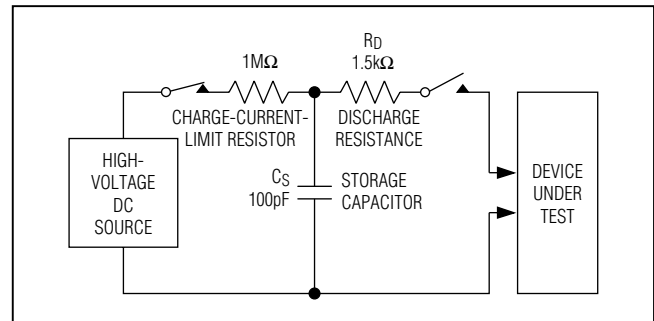 1MΩ
CHARGE-CURRENT-
LIMIT RESISTOR
RD
1.5kΩ
DISCHARGE
RESISTANCE
HIGH-
VOLTAGE
DC
SOURCE
CS
100pF
STORAGE
CAPACITOR
DEVICE
UNDER
TEST